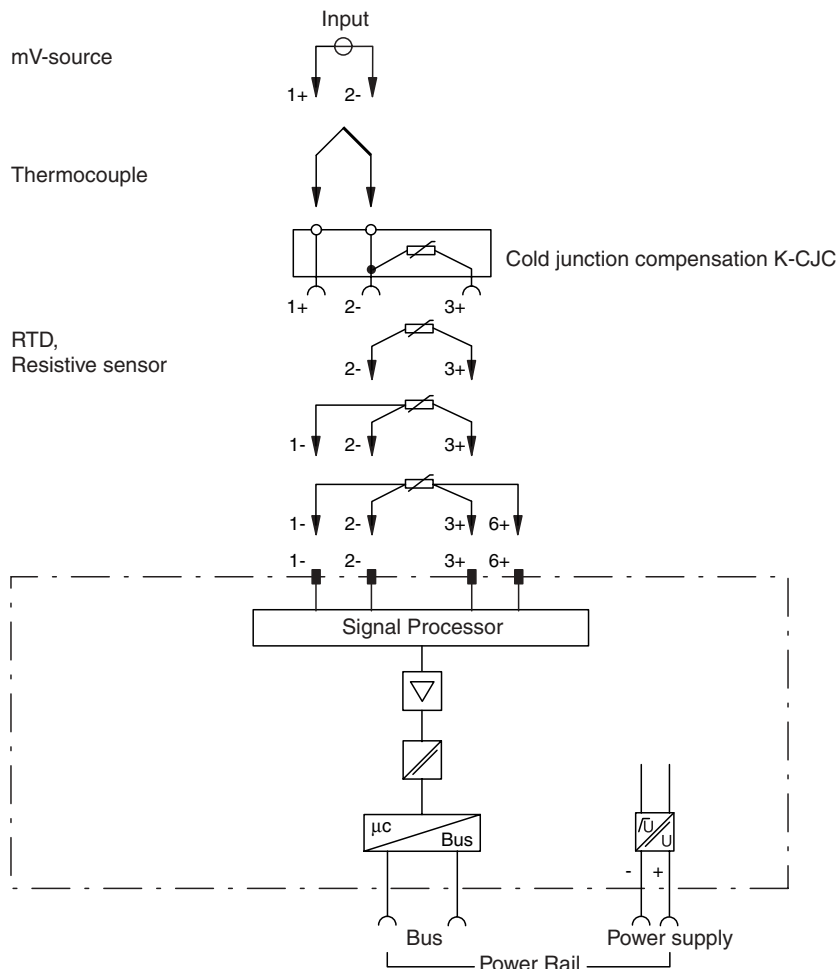 Input
mV-source
1+ 2-
Thermocouple
Cold junction compensation K-CJC
1+ 2- 3+
RTD,
Resistive sensor
2- 3+
1- 2- 3+
1- 2- 3+ 6+
1- 2- 3+ 6+
Signal Processor
µc
Bus
/U
U
- +
Bus
Power supply
Power Rail